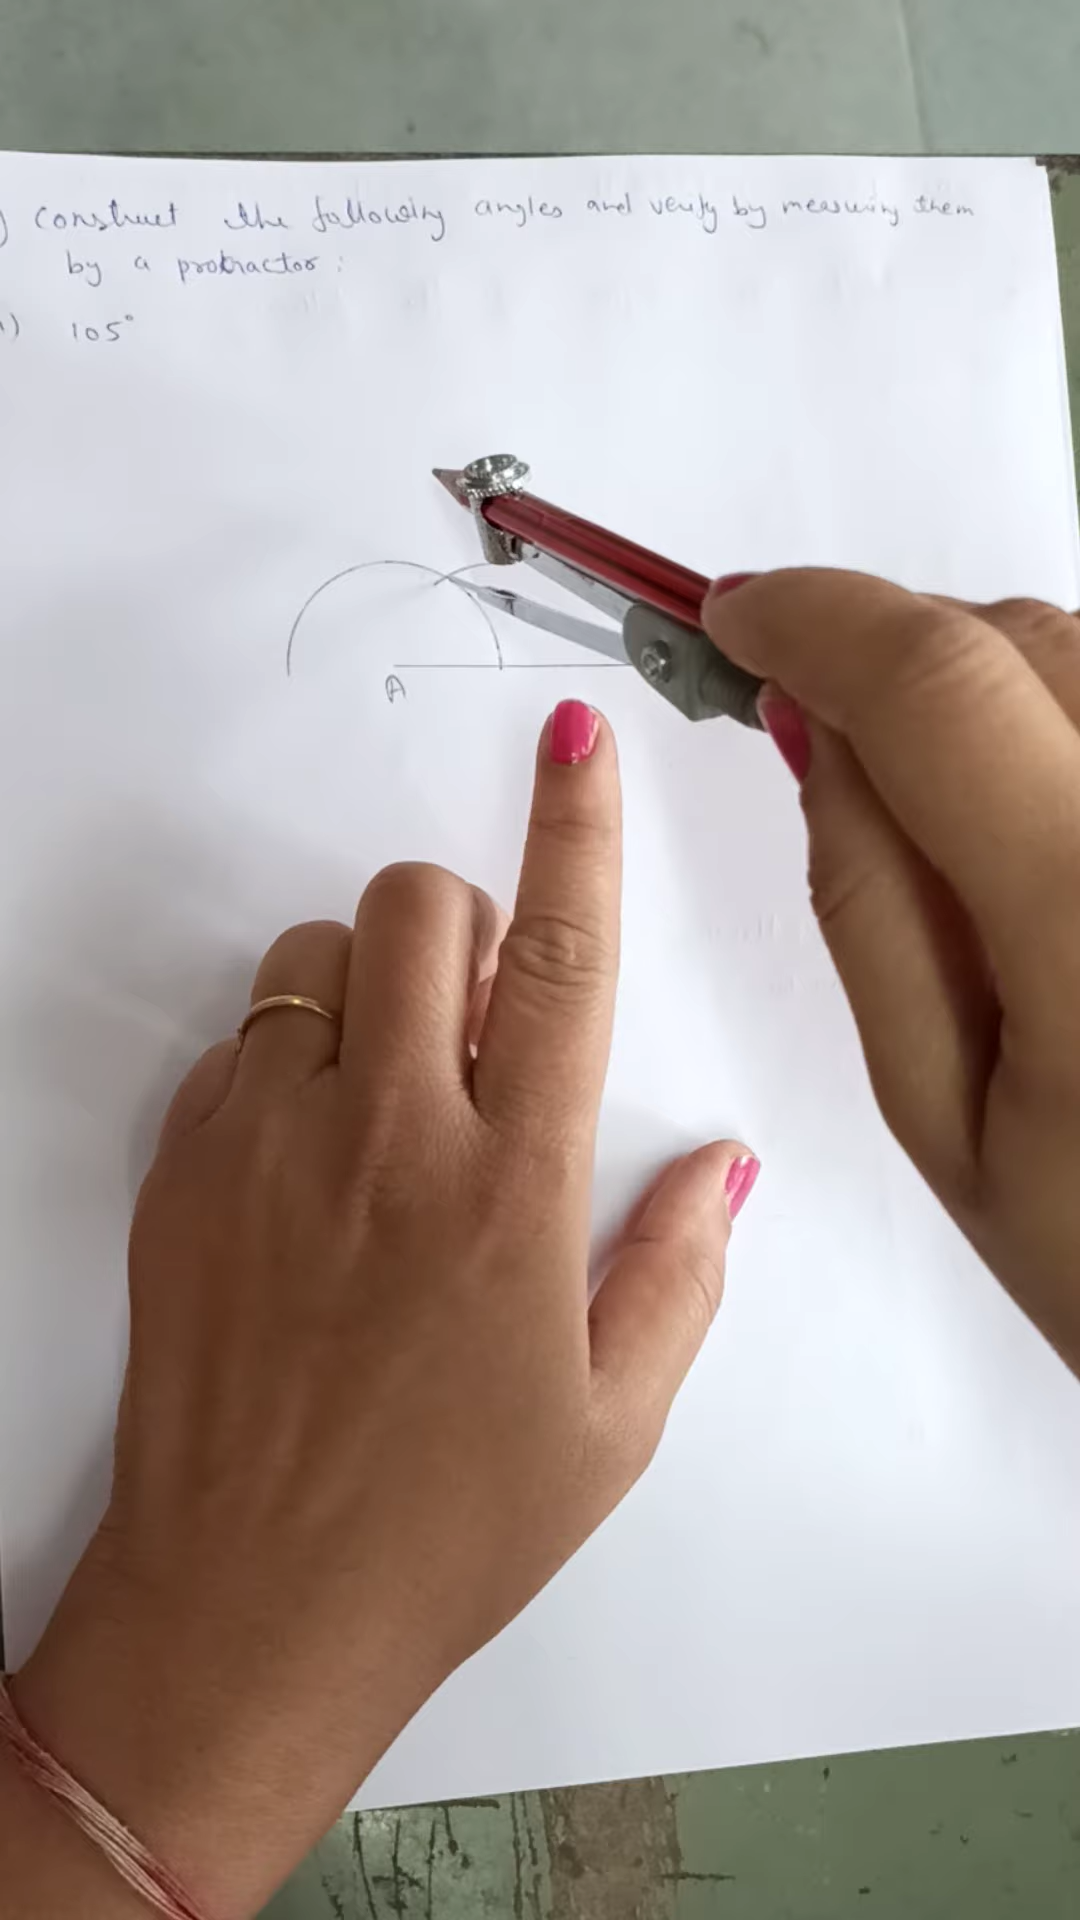 ) construct the following angles and verify by measuring them
by a protractor :
) 105°
A